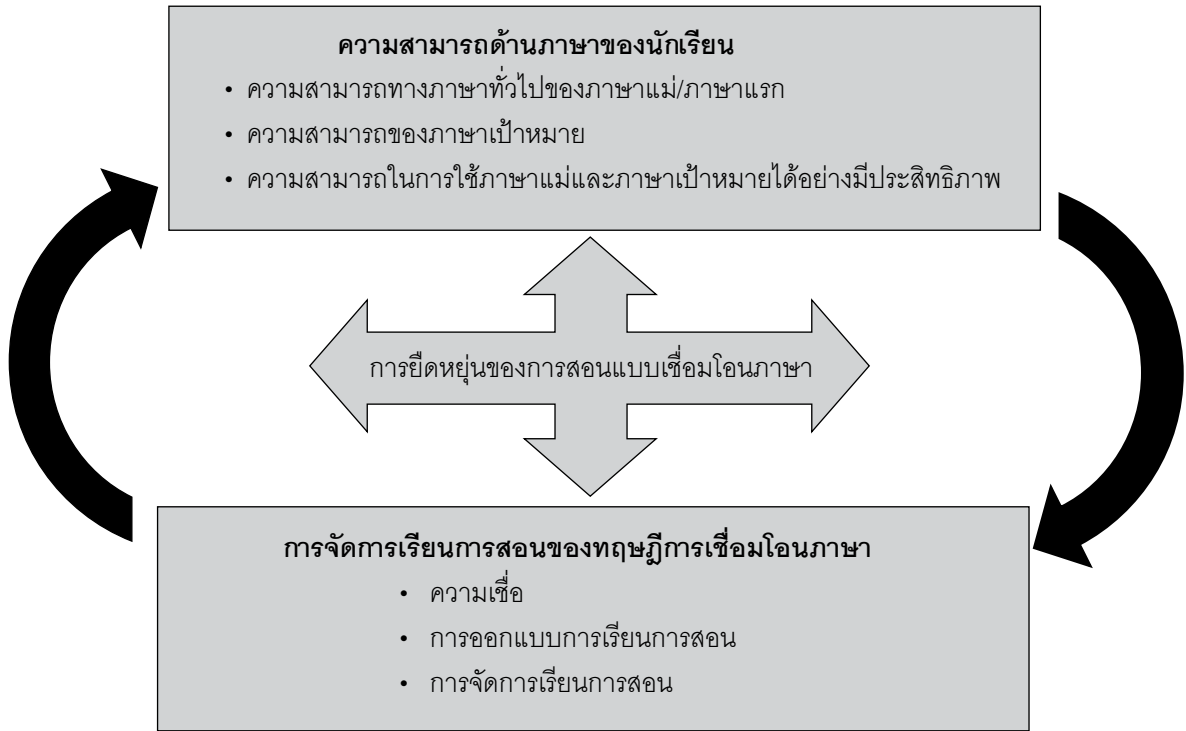 ความสามารถด้านภาษาของนักเรียน
• ความสามารถทางภาษาทั่วไปของภาษาแม่/ภาษาแรก
• ความสามารถของภาษาเป้าหมาย
• ความสามารถในการใช้ภาษาแม่และภาษาเป้าหมายได้อย่างมีประสิทธิภาพ
การยืดหยุ่นของการสอนแบบเชื่อมโอนภาษา
การจัดการเรียนการสอนของทฤษฎีการเชื่อมโอนภาษา
• ความเชื่อ
• การออกแบบการเรียนการสอน
• การจัดการเรียนการสอน